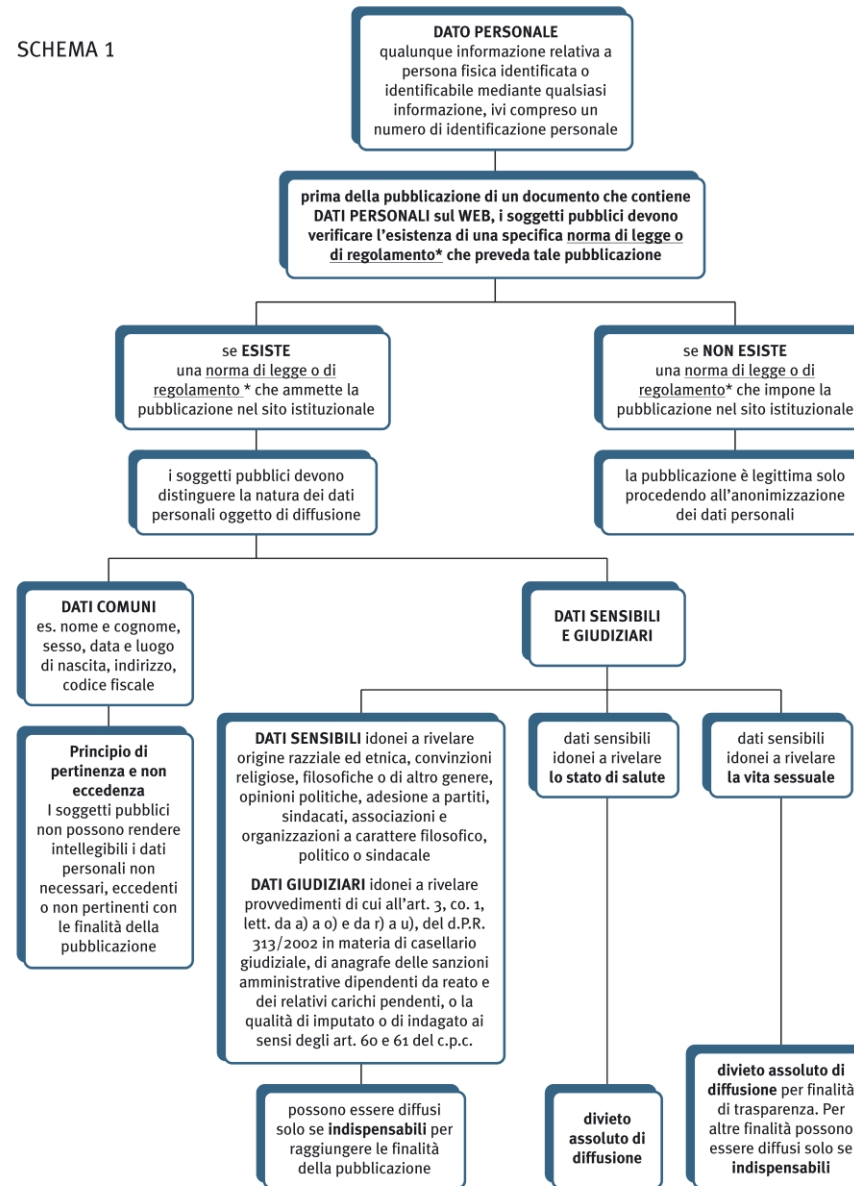 SCHEMA 1
DATO PERSONALE
qualunque informazione relativa a
persona fisica identificata o
identificabile mediante qualsiasi
informazione, ivi compreso un
numero di identificazione personale
prima della pubblicazione di un documento che contiene
DATI PERSONALI sul WEB, i soggetti pubblici devono
verificare l'esistenza di una specifica norma di legge o
di regolamento* che preveda tale pubblicazione
se ESISTE
una norma di legge o di
regolamento * che ammette la
pubblicazione nel sito istituzionale
se NON ESISTE
una norma di legge o di
regolamento* che impone la
pubblicazione nel sito istituzionale
i soggetti pubblici devono
distinguere la natura dei dati
personali oggetto di diffusione
la pubblicazione è legittima solo
procedendo all'anonimizzazione
dei dati personali
DATI COMUNI
es. nome e cognome,
sesso, data e luogo
di nascita, indirizzo,
codice fiscale
DATI SENSIBILI
E GIUDIZIARI
Principio di
pertinenza e non
eccedenza
I soggetti pubblici
non possono rendere
intellegibili i dati
personali non
necessari, eccedenti
o non pertinenti con
le finalità della
pubblicazione
DATI SENSIBILI idonei a rivelare
origine razziale ed etnica, convinzioni
religiose, filosofiche o di altro genere,
opinioni politiche, adesione a partiti,
sindacati, associazioni e
organizzazioni a carattere filosofico,
politico o sindacale
DATI GIUDIZIARI idonei a rivelare
provvedimenti di cui all'art. 3, co. 1,
lett. da a) a o) e da r) a u), del d.P.R.
313/2002 in materia di casellario
giudiziale, di anagrafe delle sanzioni
amministrative dipendenti da reato e
dei relativi carichi pendenti, o la
qualità di imputato o di indagato ai
sensi degli art. 60 e 61 del c.p.c.
dati sensibili
idonei a rivelare
lo stato di salute
dati sensibili
idonei a rivelare
la vita sessuale
possono essere diffusi
solo se indispensabili per
raggiungere le finalità
della pubblicazione
divieto
assoluto di
diffusione
divieto assoluto di
diffusione per finalità
di trasparenza. Per
altre finalità possono
essere diffusi solo se
indispensabili